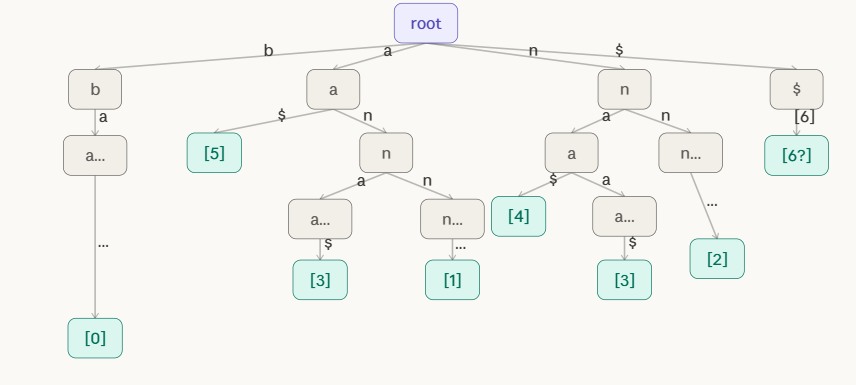 root
b
a
n
$
b
a
n
$
a
$
n
a
n
[6]
a...
[5]
n
a
n...
[6?]
a
n
$
a
a...
n...
[4]
a...
...
...
$
...
$
[3]
[1]
[3]
[2]
[0]